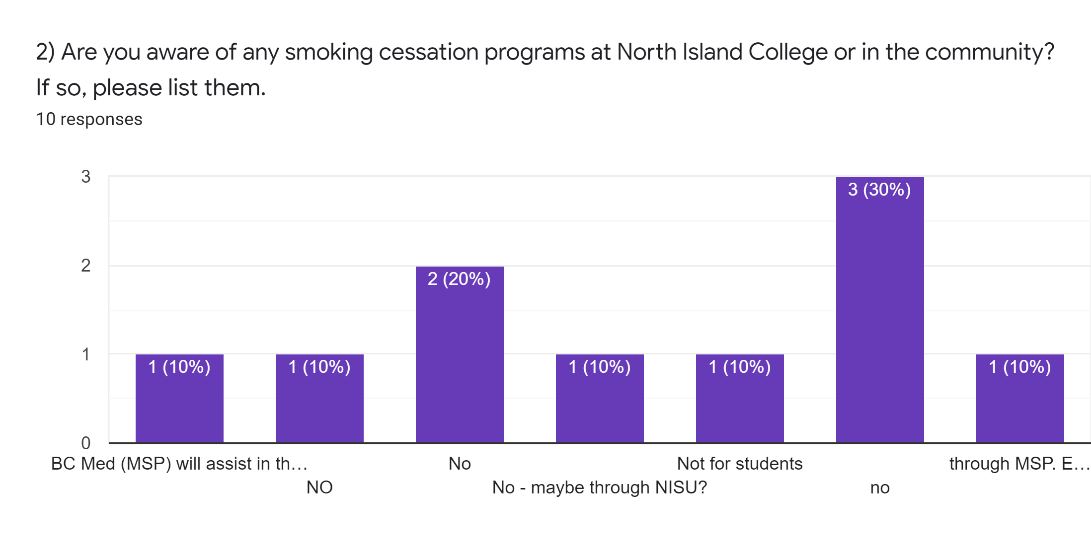 2) Are you aware of any smoking cessation programs at North Island College or in the community?
If so, please list them.
10 responses
3
2
1
0
1 (10%)
1 (10%)
2 (20%)
1 (10%)
1 (10%)
3 (30%)
1 (10%)
BC Med (MSP) will assist in th…
NO
No
No - maybe through NISU?
Not for students
no
through MSP. E…